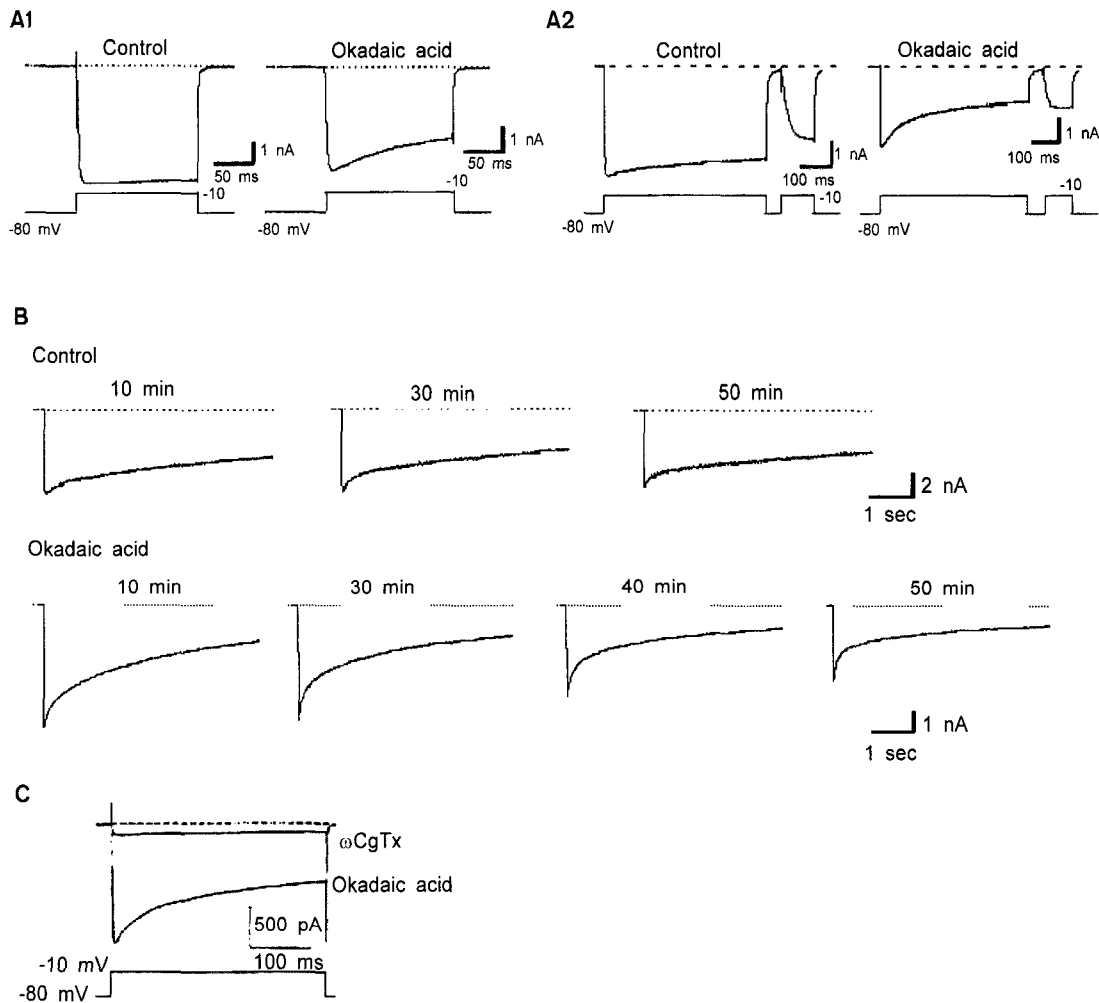 A1
A2
Control
Okadaic acid
Control
Okadaic acid
1 nA
50 ms
1 nA
50 ms
1 nA
100 ms
1 nA
100 ms
-10
-10
-10
-10
-80 mV
-80 mV
-80 mV
-80 mV
B
Control
10 min
30 min
50 min
2 nA
1 sec
Okadaic acid
10 min
30 min
40 min
50 min
1 nA
1 sec
C
ωCgTx
Okadaic acid
500 pA
100 ms
-10 mV
-80 mV